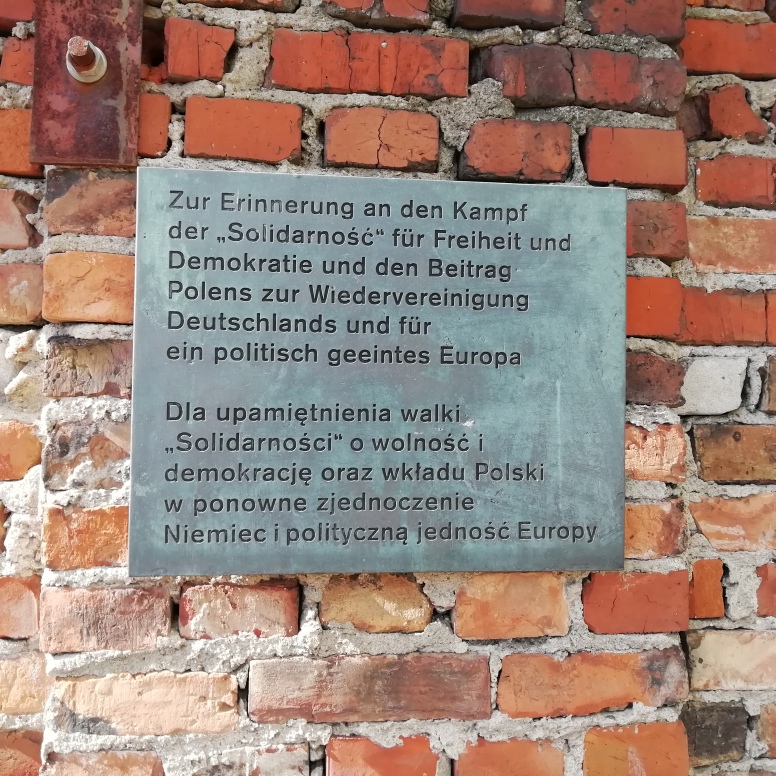 Zur Erinnerung an den Kampf
der „Solidarność“ für Freiheit und
Demokratie und den Beitrag
Polens zur Wiedervereinigung
Deutschlands und für
ein politisch geeintes Europa
Dla upamiętnienia walki
„Solidarności“ o wolność i
demokrację oraz wkładu Polski
w ponowne zjednoczenie
Niemiec i polityczną jedność Europy